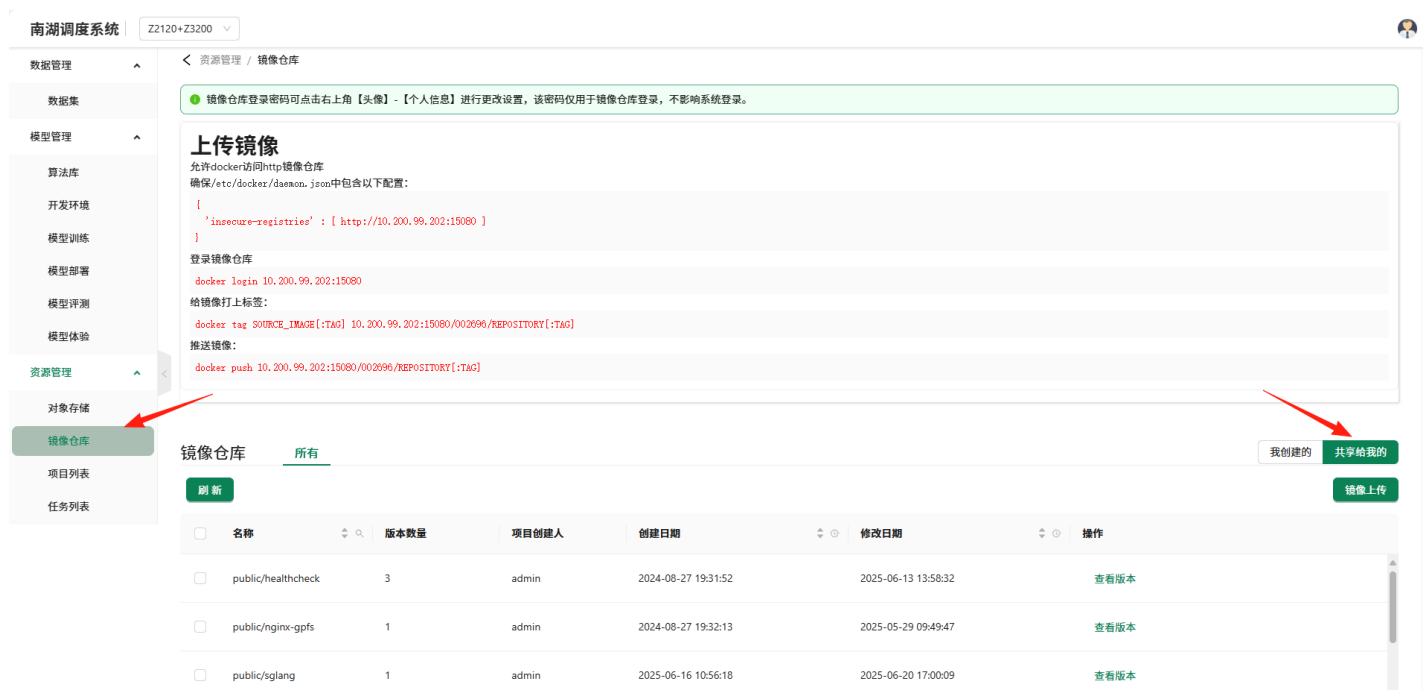 南湖调度系统
Z2120+Z3200
数据管理
数据集
模型管理
算法库
开发环境
模型训练
模型部署
模型评测
模型体验
资源管理
对象存储
镜像仓库
项目列表
任务列表
资源管理 / 镜像仓库
镜像仓库登录密码可点击右上角【头像】-【个人信息】进行更改设置，该密码仅用于镜像仓库登录，不影响系统登录。
上传镜像
允许docker访问http镜像仓库
确保/etc/docker/daemon.json中包含以下配置：
{
'insecure-registries' : [ http://10.200.99.202:15080 ]
}
登录镜像仓库
docker login 10.200.99.202:15080
给镜像打上标签：
docker tag SOURCE_IMAGE[:TAG] 10.200.99.202:15080/002696/REPOSITORY[:TAG]
推送镜像：
docker push 10.200.99.202:15080/002696/REPOSITORY[:TAG]
镜像仓库 所有 我创建的 共享给我的
刷新 镜像上传
名称 版本数量 项目创建人 创建日期 修改日期 操作
public/healthcheck 3 admin 2024-08-27 19:31:52 2025-06-13 13:58:32 查看版本
public/nginx-gpfs 1 admin 2024-08-27 19:32:13 2025-05-29 09:49:47 查看版本
public/sglang 1 admin 2025-06-16 10:56:18 2025-06-20 17:00:09 查看版本